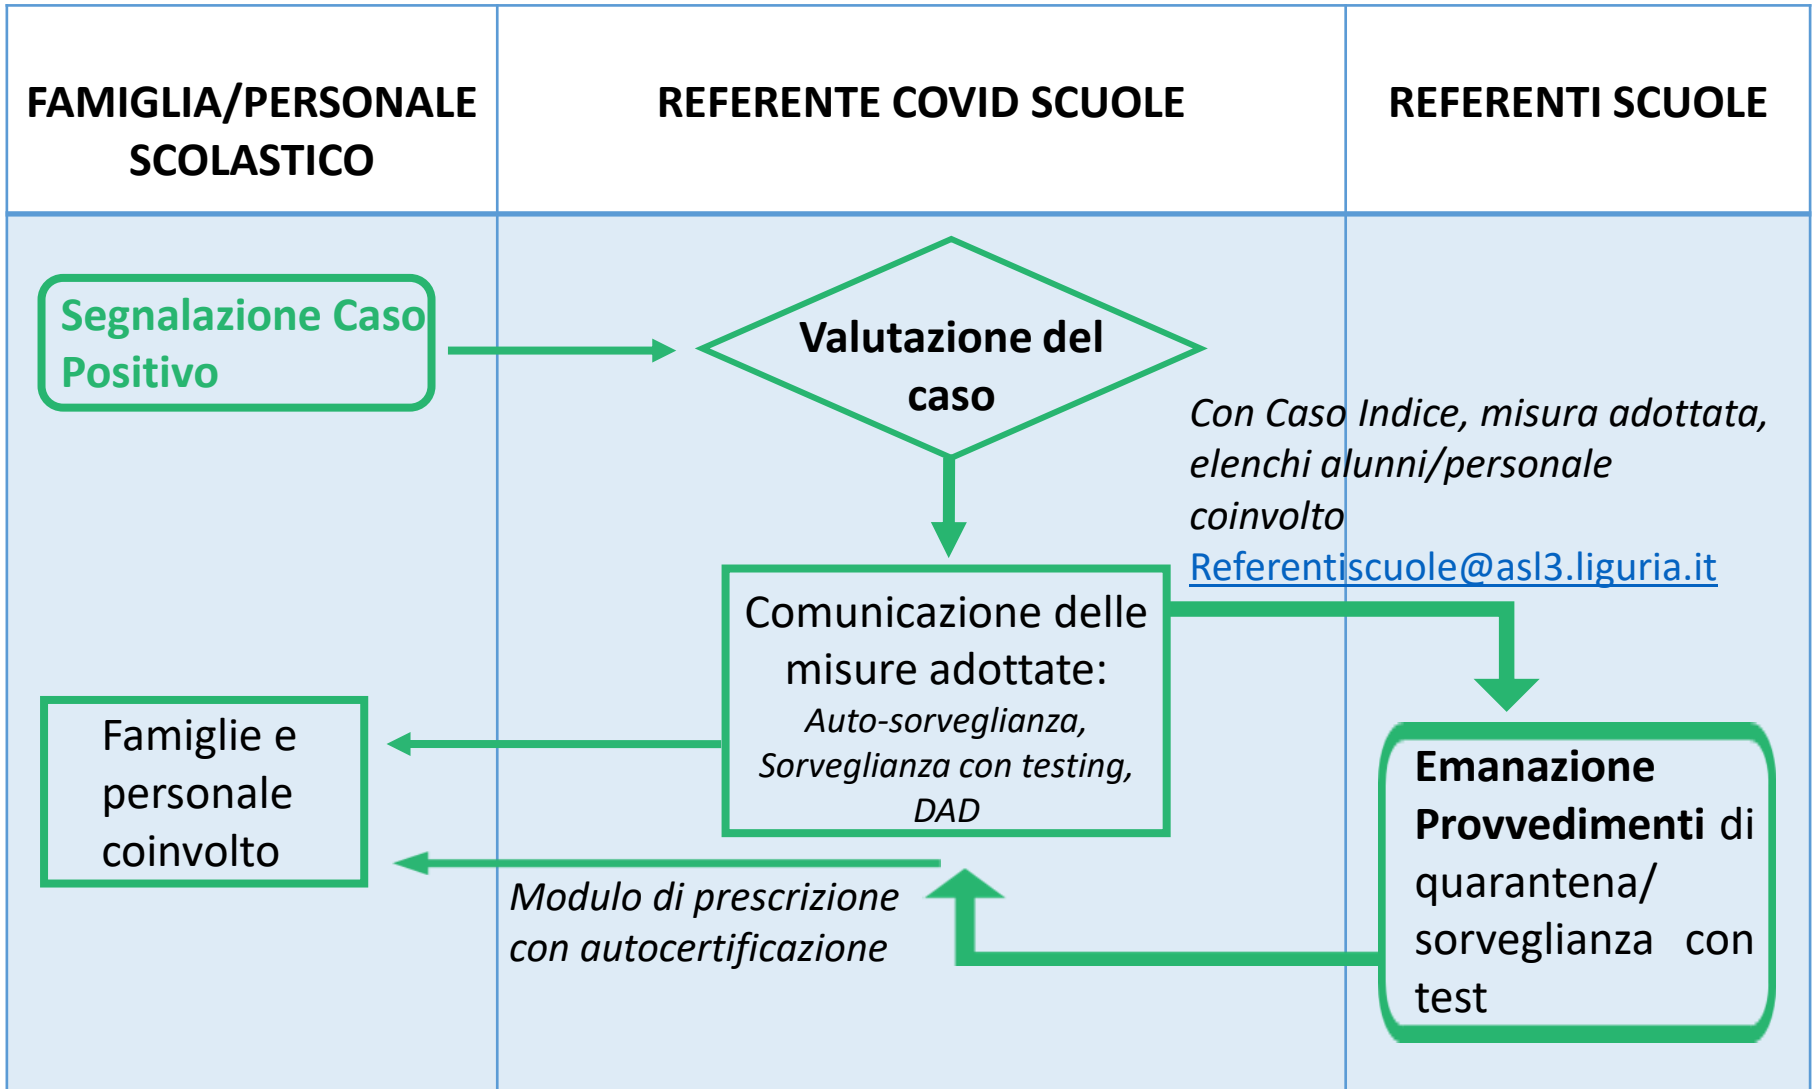 FAMIGLIA/PERSONALE
SCOLASTICO
REFERENTE COVID SCUOLE
REFERENTI SCUOLE
Segnalazione Caso
Positivo
Valutazione del
caso
Con Caso Indice, misura adottata,
elenchi alunni/personale
coinvolto
Referentiscuole@asl3.liguria.it
Comunicazione delle
misure adottate:
Auto-sorveglianza,
Sorveglianza con testing,
DAD
Famiglie e
personale
coinvolto
Emanazione
Provvedimenti di
quarantena/
sorveglianza con
test
Modulo di prescrizione
con autocertificazione